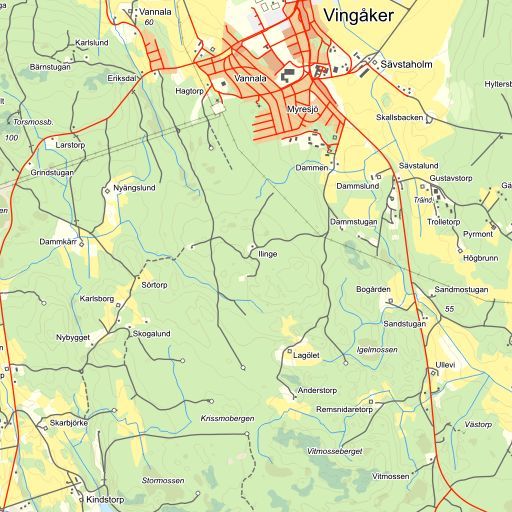 Vannala
60
Vingåker
Karlslund
Bärnstugan
Eriksdal
Vannala
Sävstaholm
Hagtorp
Hyltersb
Myresjö
Torsmossb.
100
Skallsbacken
Larstorp
Grindstugan
Dammen
Sävstalund
Nyängslund
Dammslund
Gustavstorp
Gä
Tränd
Dammstugan
Trolletorp
Dammkärr
Pyrmont
Ilinge
Högbrunn
Sörtorp
Bogården
Sandmostugan
Karlsborg
55
Sandstugan
Skogalund
Nybygget
Igelmossen
Lagölet
Ullevi
Anderstorp
Remsnidaretorp
Krissmobergen
Skarbjörke
Västorp
Vitmosseberget
Stormossen
Vitmossen
Kindstorp